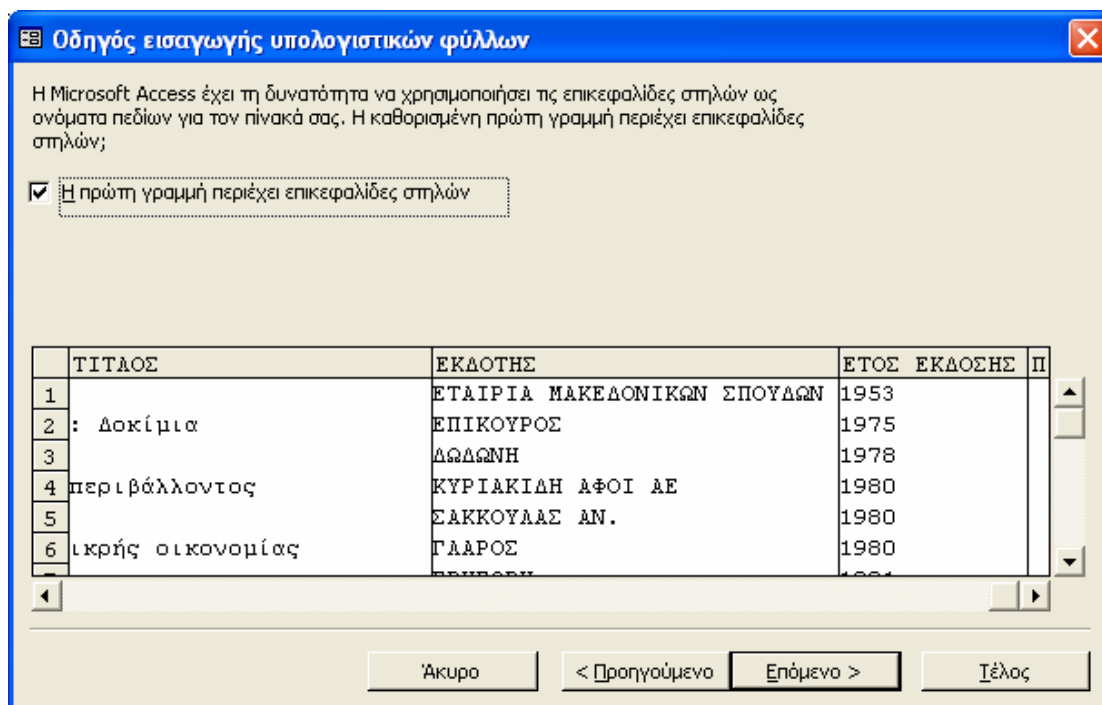 Οδηγός εισαγωγής υπολογιστικών φύλλων
Η Microsoft Access έχει τη δυνατότητα να χρησιμοποιήσει τις επικεφαλίδες στηλών ως
ονόματα πεδίων για τον πίνακά σας. Η καθορισμένη πρώτη γραμμή περιέχει επικεφαλίδες
στηλών;
Η πρώτη γραμμή περιέχει επικεφαλίδες στηλών
ΤΙΤΛΟΣ ΕΚΔΟΤΗΣ ΕΤΟΣ ΕΚΔΟΣΗΣ Π
1 ΕΤΑΙΡΙΑ ΜΑΚΕΔΟΝΙΚΩΝ ΣΠΟΥΔΩΝ 1953
2 : Δοκίμια ΕΠΙΚΟΥΡΟΣ 1975
3 ΔΩΔΩΝΗ 1978
4 περιβάλλοντος ΚΥΡΙΑΚΙΔΗ ΑΦΟΙ ΑΕ 1980
5 ΣΑΚΚΟΥΛΑΣ ΑΝ. 1980
6 ικρής οικονομίας ΓΛΑΡΟΣ 1980
Άκυρο < Προηγούμενο Επόμενο > Τέλος